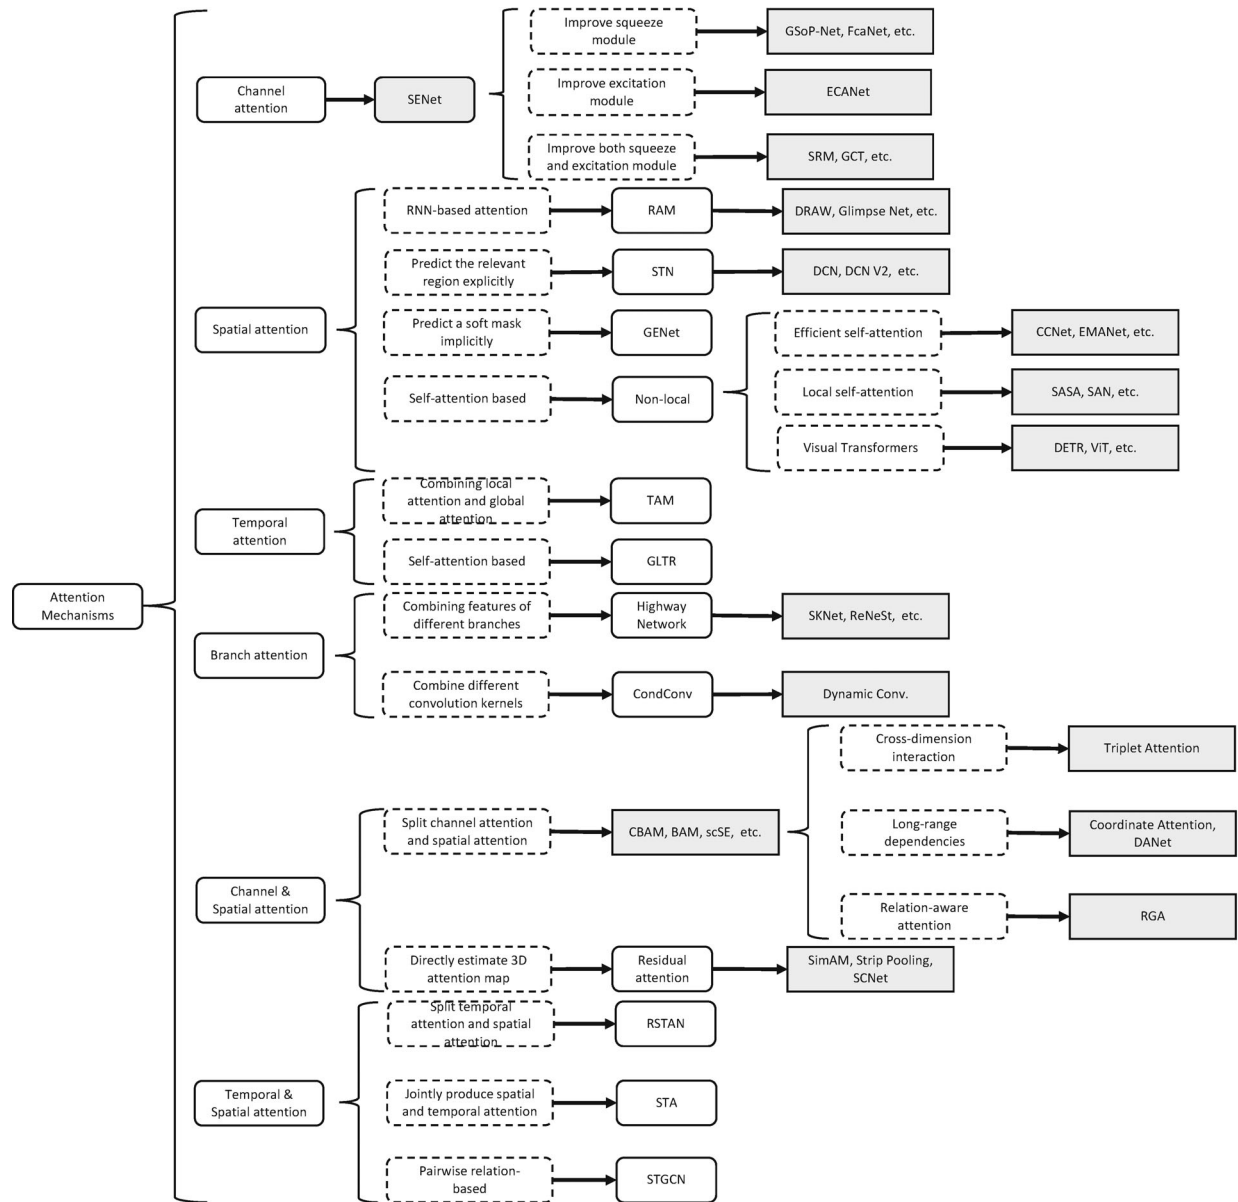 Improve squeeze
module
GSoP-Net, FcaNet, etc.
Channel
attention
SENet
Improve excitation
module
ECANet
Improve both squeeze
and excitation module
SRM, GCT, etc.
RNN-based attention
RAM
DRAW, Glimpse Net, etc.
Predict the relevant
region explicitly
STN
DCN, DCN V2, etc.
Spatial attention
Predict a soft mask
implicitly
GENet
Self-attention based
Non-local
Efficient self-attention
CCNet, EMANet, etc.
Local self-attention
SASA, SAN, etc.
Visual Transformers
DETR, ViT, etc.
Temporal
attention
Combining local
attention and global
attention
TAM
Self-attention based
GLTR
Attention
Mechanisms
Branch attention
Combining features of
different branches
Highway
Network
SKNet, ReNeSt, etc.
Combine different
convolution kernels
CondConv
Dynamic Conv.
Channel &
Spatial attention
Split channel attention
and spatial attention
CBAM, BAM, scSE, etc.
Cross-dimension
interaction
Triplet Attention
Long-range
dependencies
Coordinate Attention,
DANet
Relation-aware
attention
RGA
Directly estimate 3D
attention map
Residual
attention
SimAM, Strip Pooling,
SCNet
Temporal &
Spatial attention
Split temporal
attention and spatial
attention
RSTAN
Jointly produce spatial
and temporal attention
STA
Pairwise relation-
based
STGCN